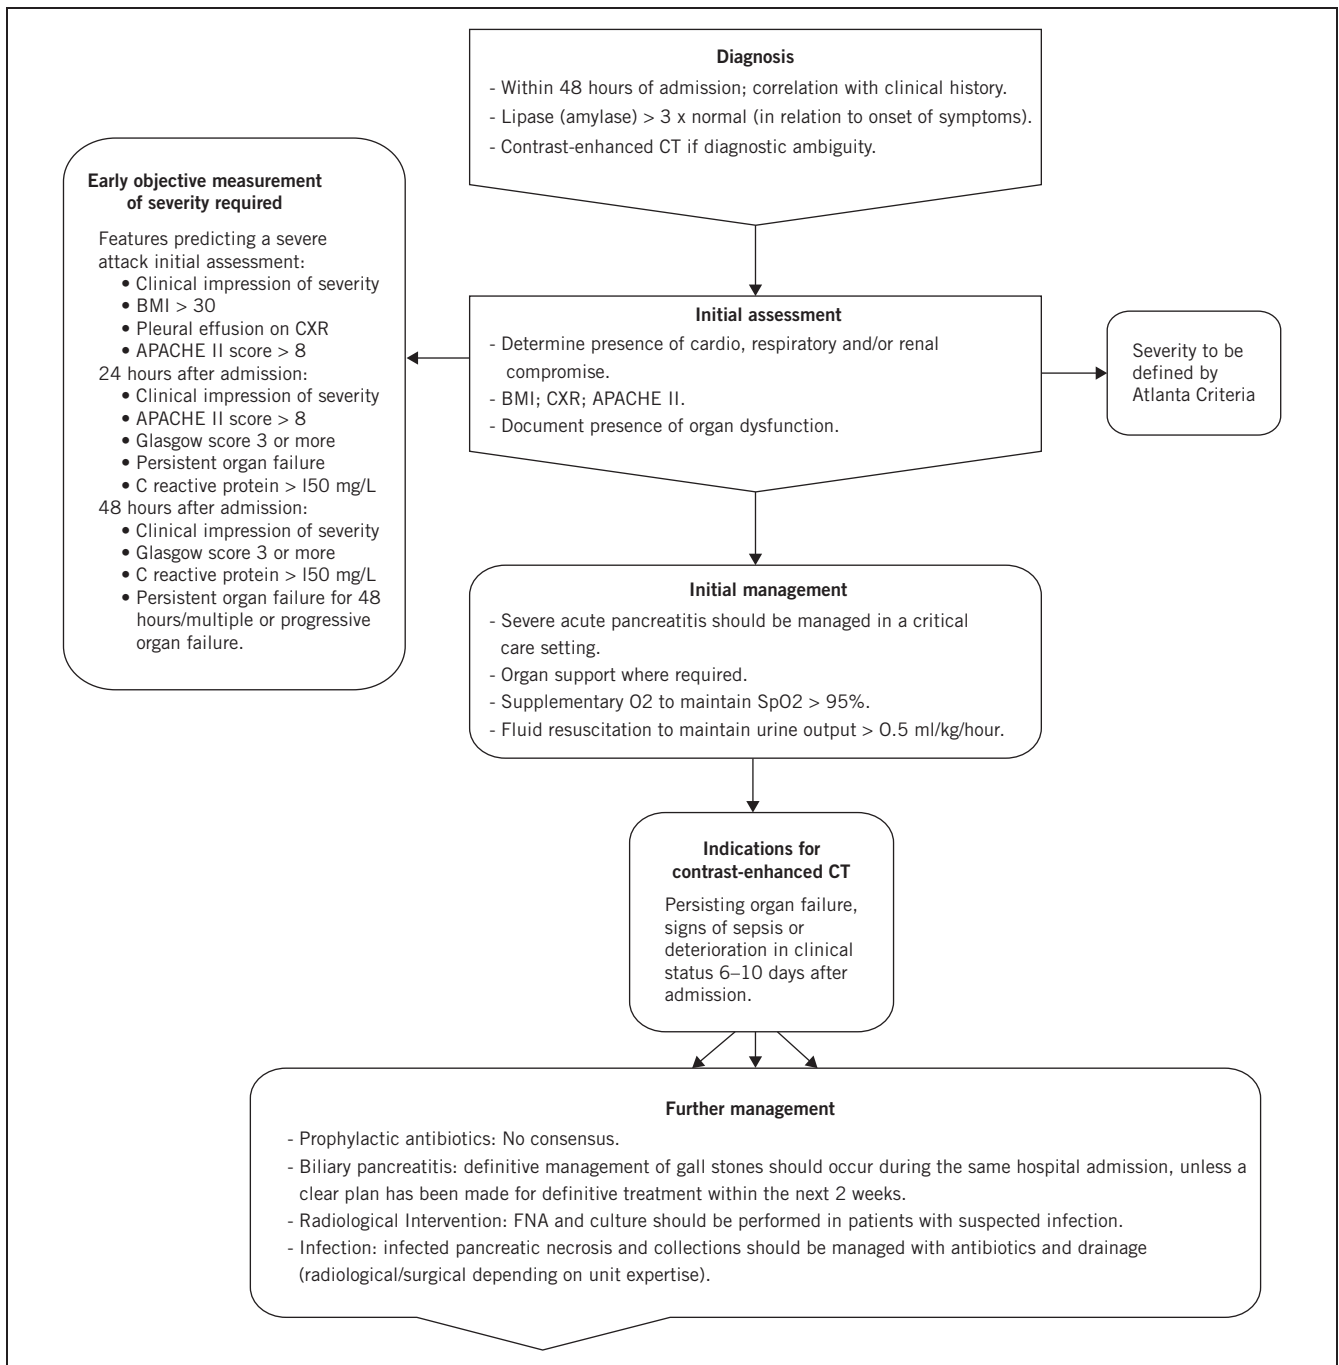 Diagnosis
- Within 48 hours of admission; correlation with clinical history.
- Lipase (amylase) > 3 x normal (in relation to onset of symptoms).
- Contrast-enhanced CT if diagnostic ambiguity.
Early objective measurement
of severity required
Features predicting a severe
attack initial assessment:
• Clinical impression of severity
• BMI > 30
• Pleural effusion on CXR
• APACHE II score > 8
24 hours after admission:
• Clinical impression of severity
• APACHE II score > 8
• Glasgow score 3 or more
• Persistent organ failure
• C reactive protein > I50 mg/L
48 hours after admission:
• Clinical impression of severity
• Glasgow score 3 or more
• C reactive protein > I50 mg/L
• Persistent organ failure for 48
hours/multiple or progressive
organ failure.
Initial assessment
- Determine presence of cardio, respiratory and/or renal
compromise.
- BMI; CXR; APACHE II.
- Document presence of organ dysfunction.
Severity to be
defined by
Atlanta Criteria
Initial management
- Severe acute pancreatitis should be managed in a critical
care setting.
- Organ support where required.
- Supplementary O2 to maintain SpO2 > 95%.
- Fluid resuscitation to maintain urine output > 0.5 ml/kg/hour.
Indications for
contrast-enhanced CT
Persisting organ failure,
signs of sepsis or
deterioration in clinical
status 6–10 days after
admission.
Further management
- Prophylactic antibiotics: No consensus.
- Biliary pancreatitis: definitive management of gall stones should occur during the same hospital admission, unless a
clear plan has been made for definitive treatment within the next 2 weeks.
- Radiological Intervention: FNA and culture should be performed in patients with suspected infection.
- Infection: infected pancreatic necrosis and collections should be managed with antibiotics and drainage
(radiological/surgical depending on unit expertise).